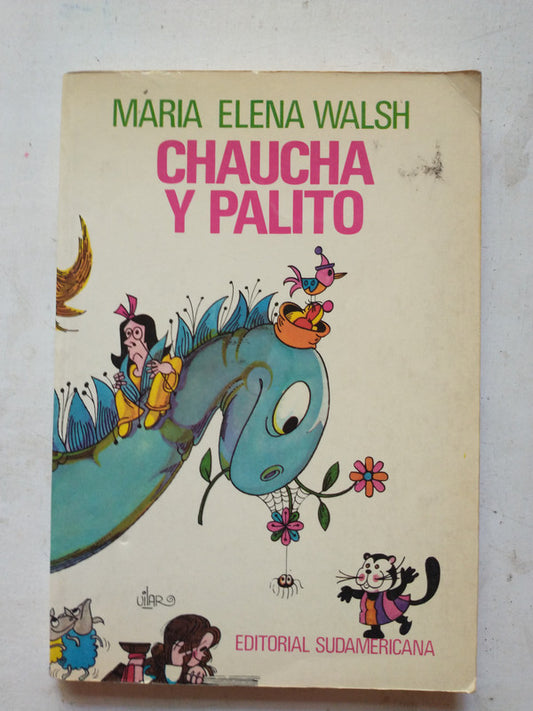 MARIA ELENA WALSH
CHAUCHA
Y PALITO
VILAR
EDITORIAL SUDAMERICANA